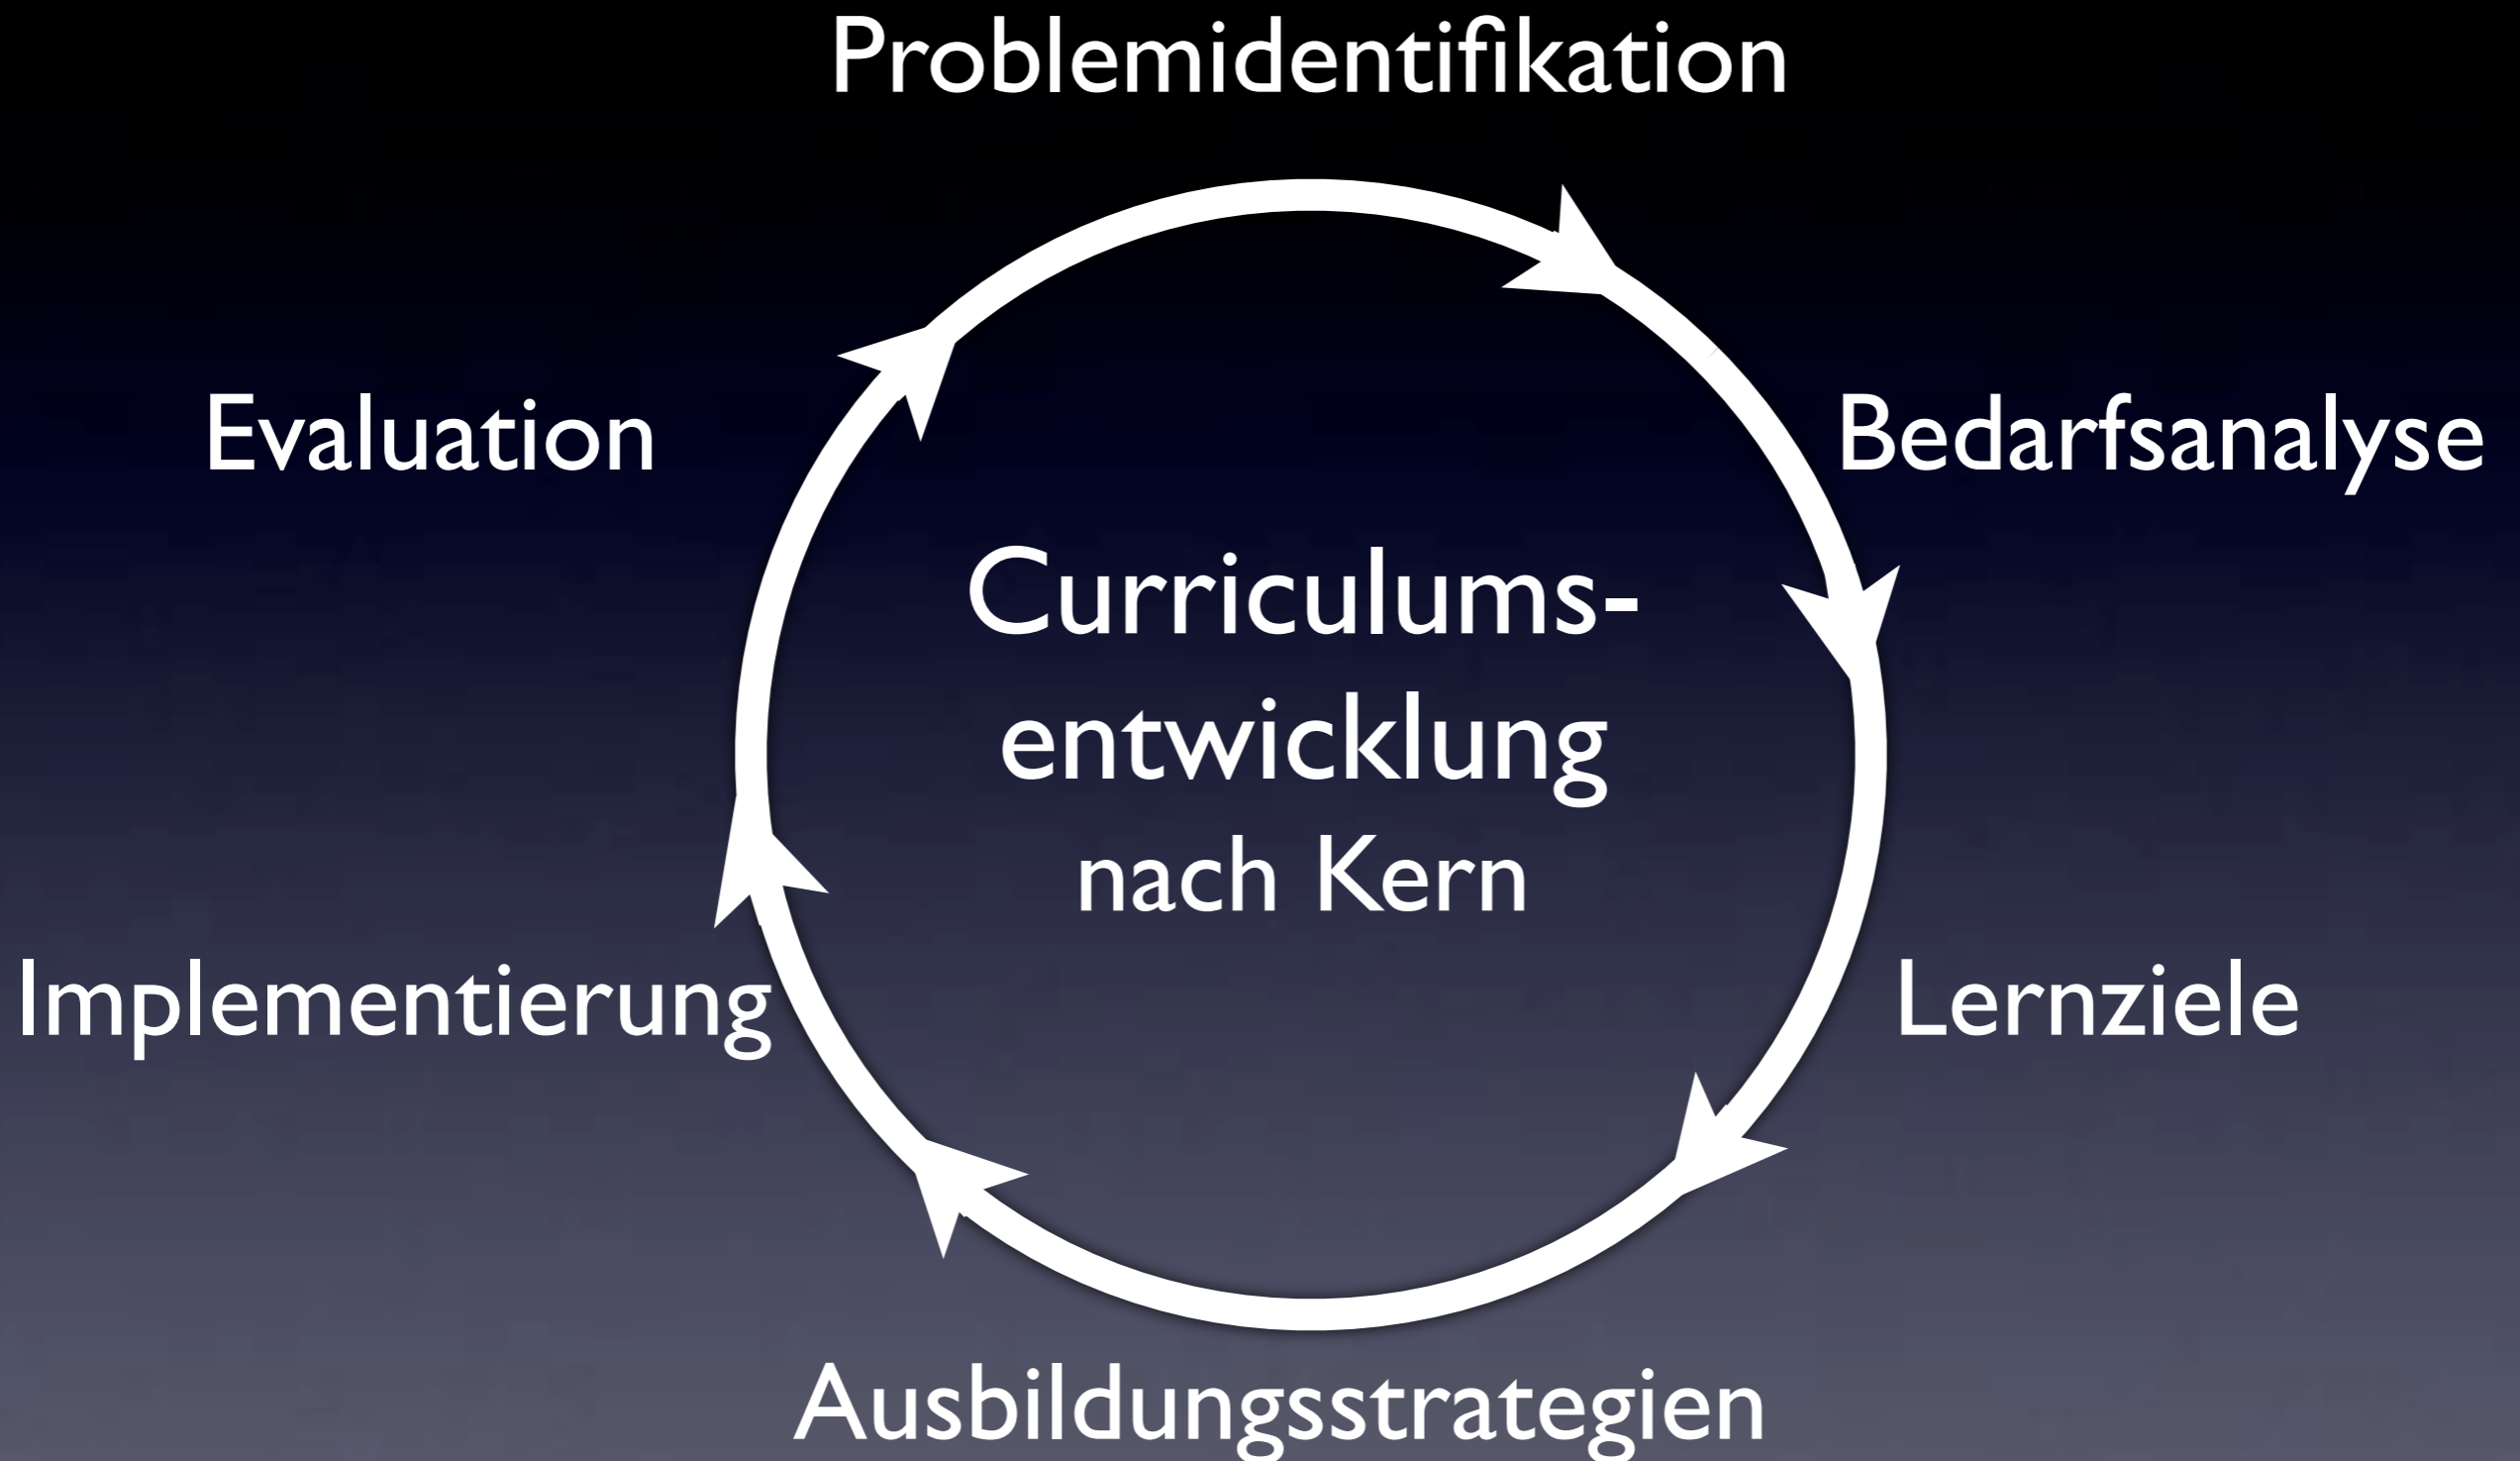 Problemidentifikation
Evaluation
Bedarfsanalyse
Curriculums-
entwicklung
nach Kern
Implementierung
Lernziele
Ausbildungsstrategien